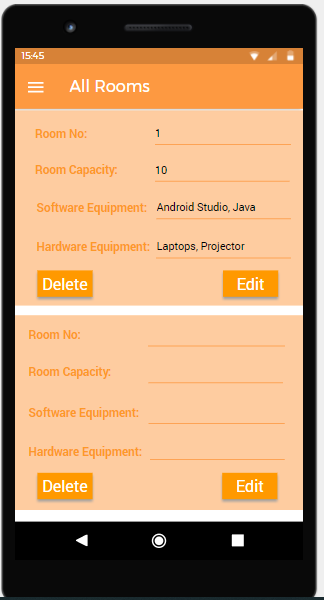 15:45
All Rooms
Room No: 1
Room Capacity: 10
Software Equipment: Android Studio, Java
Hardware Equipment: Laptops, Projector
Delete Edit
Room No:
Room Capacity:
Software Equipment:
Hardware Equipment:
Delete Edit